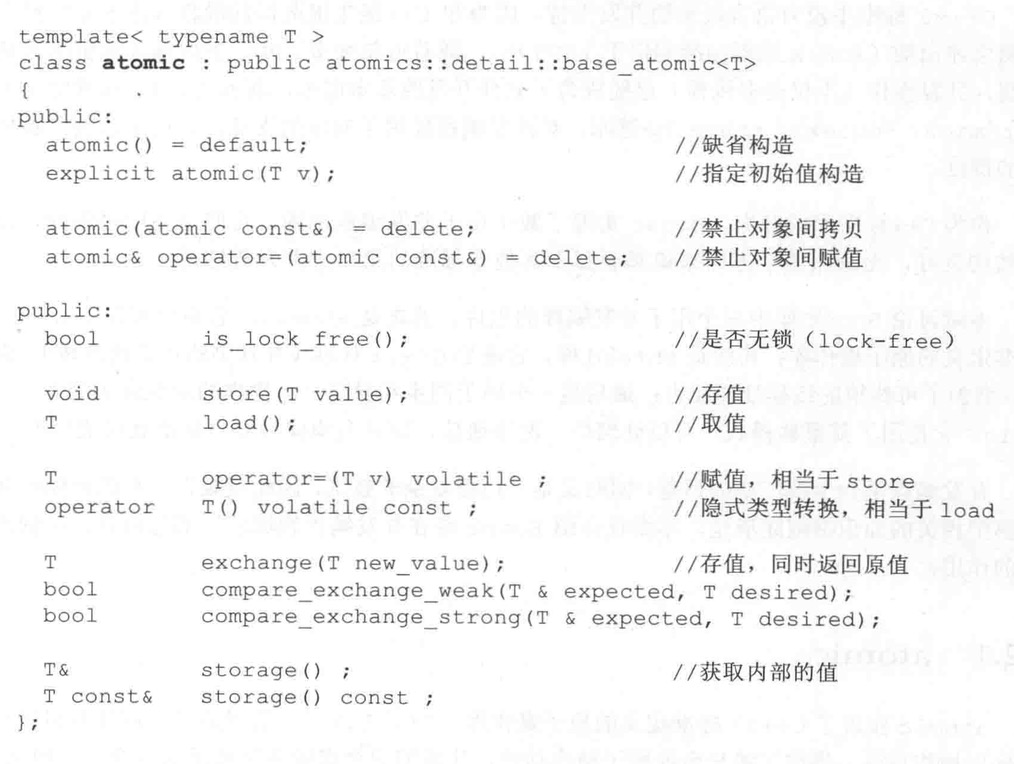 template< typename T >
class atomic : public atomics::detail::base_atomic<T>
{
public:
atomic() = default; //缺省构造
explicit atomic(T v); //指定初始值构造
atomic(atomic const&) = delete; //禁止对象间拷贝
atomic& operator=(atomic const&) = delete; //禁止对象间赋值
public:
bool is_lock_free(); //是否无锁（lock-free）
void store(T value); //存值
T load(); //取值
T operator=(T v) volatile ; //赋值，相当于 store
operator T() volatile const ; //隐式类型转换，相当于 load
T exchange(T new_value); //存值，同时返回原值
bool compare_exchange_weak(T & expected, T desired);
bool compare_exchange_strong(T & expected, T desired);
T& storage() ; //获取内部的值
T const& storage() const ;
};